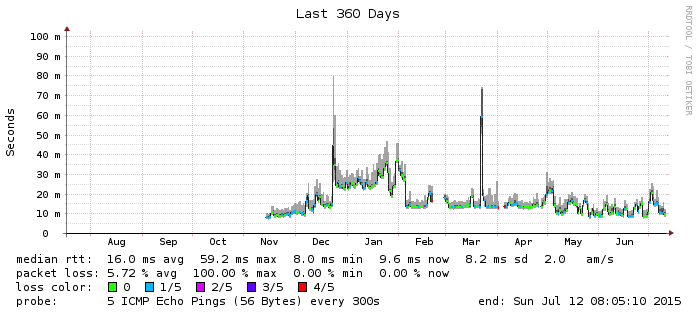 Last 360 Days
RRDTOOL / TOBI OETIKER
Seconds
100 m
90 m
80 m
70 m
60 m
50 m
40 m
30 m
20 m
10 m
0
Aug Sep Oct Nov Dec Jan Feb Mar Apr May Jun
median rtt: 16.0 ms avg 59.2 ms max 8.0 ms min 9.6 ms now 8.2 ms sd 2.0 am/s
packet loss: 5.72 % avg 100.00 % max 0.00 % min 0.00 % now
loss color: 0 1/5 2/5 3/5 4/5
probe: 5 ICMP Echo Pings (56 Bytes) every 300s end: Sun Jul 12 08:05:10 2015